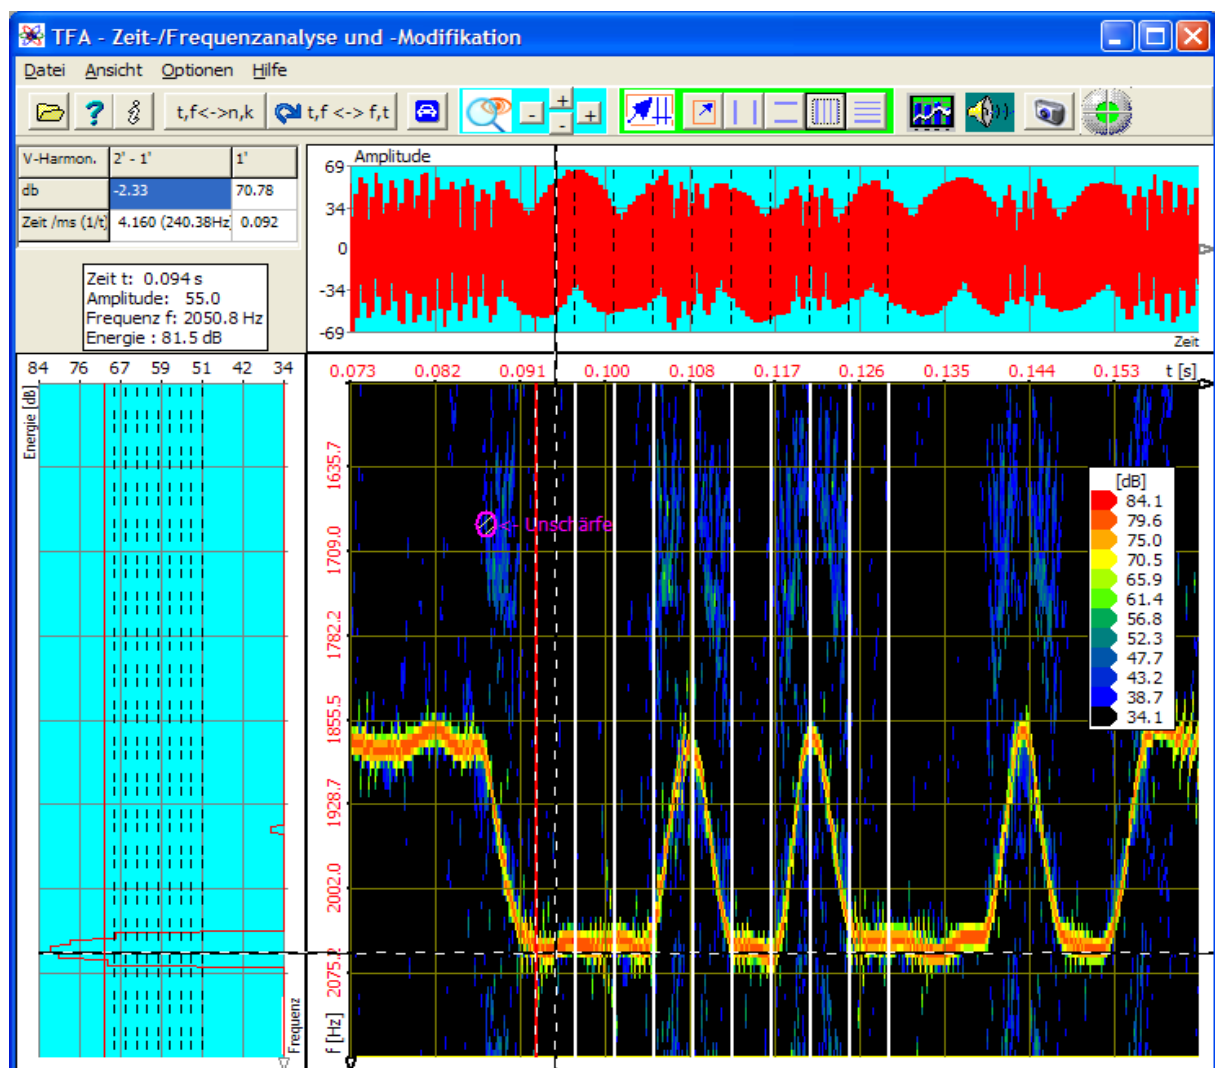 TFA - Zeit-/Frequenzanalyse und -Modifikation
Datei Ansicht Optionen Hilfe
? i t,f<->n,k t,f <-> f,t - + - +
V-Harmon. 2' - 1' 1'
db -2.33 70.78
Zeit /ms (1/t) 4.160 (240.38Hz 0.092
Zeit t: 0.094 s
Amplitude: 55.0
Frequenz f: 2050.8 Hz
Energie : 81.5 dB
Amplitude
69
34
0
-34
-69
Zeit
84 76 67 59 51 42 34
Energie [dB]
Frequenz
0.073 0.082 0.091 0.100 0.108 0.117 0.126 0.135 0.144 0.153 t [s]
1635.7
1709.0
1782.2
1855.5
1928.7
2002.0
2075.2
f [Hz]
<- Unschärfe
[dB]
84.1
79.6
75.0
70.5
65.9
61.4
56.8
52.3
47.7
43.2
38.7
34.1